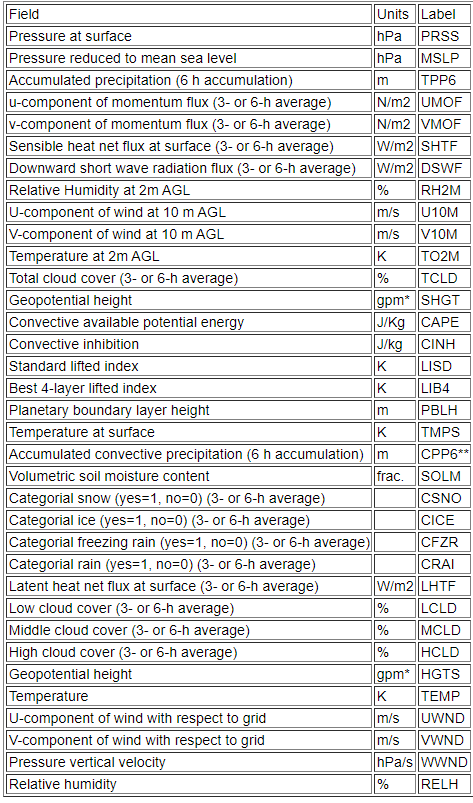 Field Units Label
Pressure at surface hPa PRSS
Pressure reduced to mean sea level hPa MSLP
Accumulated precipitation (6 h accumulation) m TPP6
u-component of momentum flux (3- or 6-h average) N/m2 UMOF
v-component of momentum flux (3- or 6-h average) N/m2 VMOF
Sensible heat net flux at surface (3- or 6-h average) W/m2 SHTF
Downward short wave radiation flux (3- or 6-h average) W/m2 DSWF
Relative Humidity at 2m AGL % RH2M
U-component of wind at 10 m AGL m/s U10M
V-component of wind at 10 m AGL m/s V10M
Temperature at 2m AGL K TO2M
Total cloud cover (3- or 6-h average) % TCLD
Geopotential height gpm* SHGT
Convective available potential energy J/Kg CAPE
Convective inhibition J/kg CINH
Standard lifted index K LISD
Best 4-layer lifted index K LIB4
Planetary boundary layer height m PBLH
Temperature at surface K TMPS
Accumulated convective precipitation (6 h accumulation) m CPP6**
Volumetric soil moisture content frac. SOLM
Categorial snow (yes=1, no=0) (3- or 6-h average) CSNO
Categorial ice (yes=1, no=0) (3- or 6-h average) CICE
Categorial freezing rain (yes=1, no=0) (3- or 6-h average) CFZR
Categorial rain (yes=1, no=0) (3- or 6-h average) CRAI
Latent heat net flux at surface (3- or 6-h average) W/m2 LHTF
Low cloud cover (3- or 6-h average) % LCLD
Middle cloud cover (3- or 6-h average) % MCLD
High cloud cover (3- or 6-h average) % HCLD
Geopotential height gpm* HGTS
Temperature K TEMP
U-component of wind with respect to grid m/s UWND
V-component of wind with respect to grid m/s VWND
Pressure vertical velocity hPa/s WWND
Relative humidity % RELH